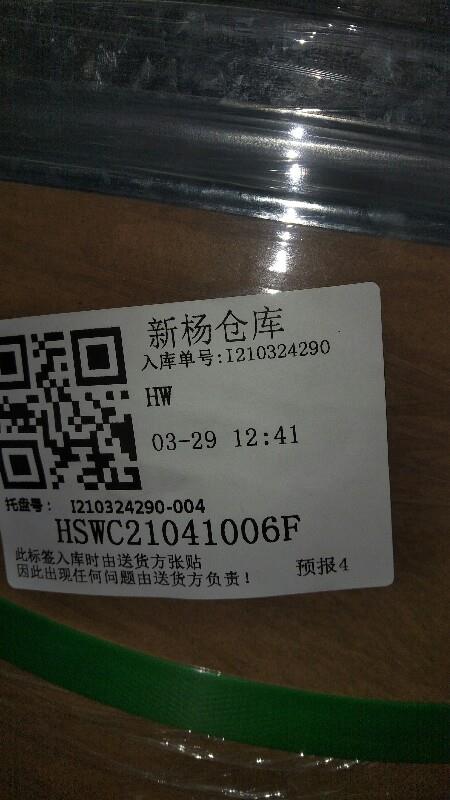 新杨仓库
入库单号:I210324290
HW
03-29 12:41
托盘号: I210324290-004
HSWC21041006F
此标签入库时由送货方张贴
因此出现任何问题由送货方负责!
预报4